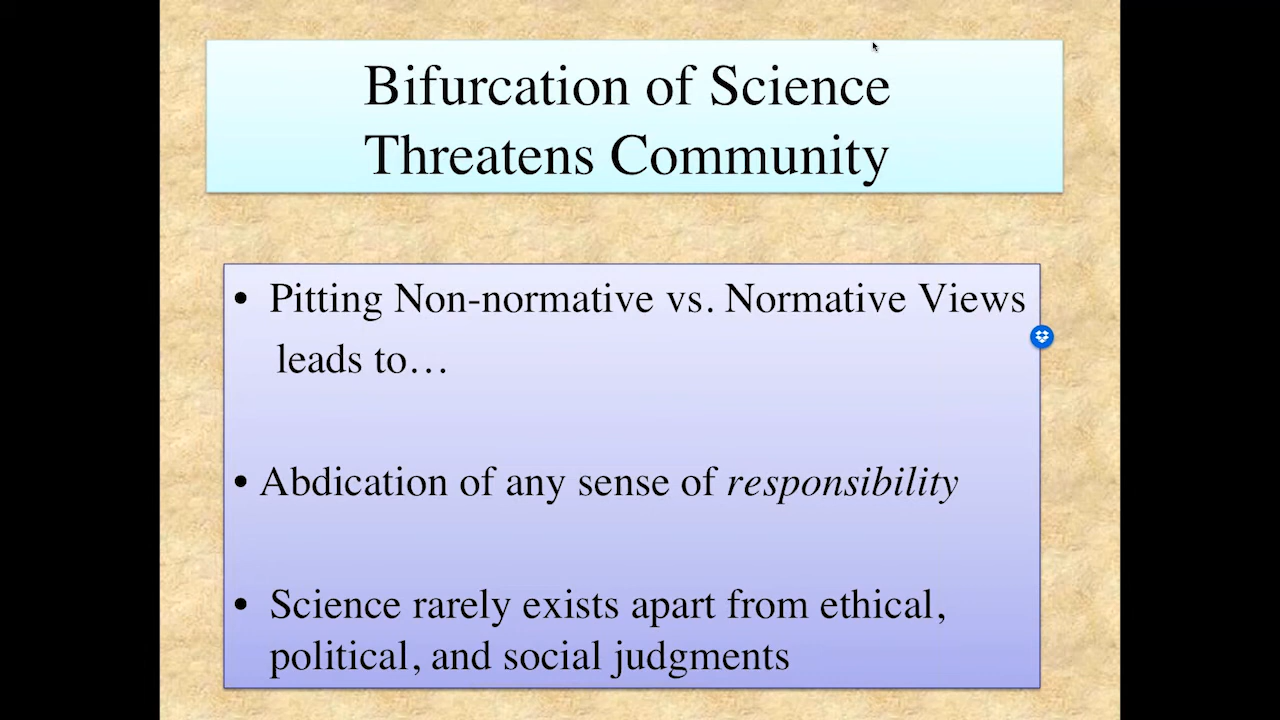 Bifurcation of Science
Threatens Community
• Pitting Non-normative vs. Normative Views
leads to…
• Abdication of any sense of responsibility
• Science rarely exists apart from ethical,
political, and social judgments